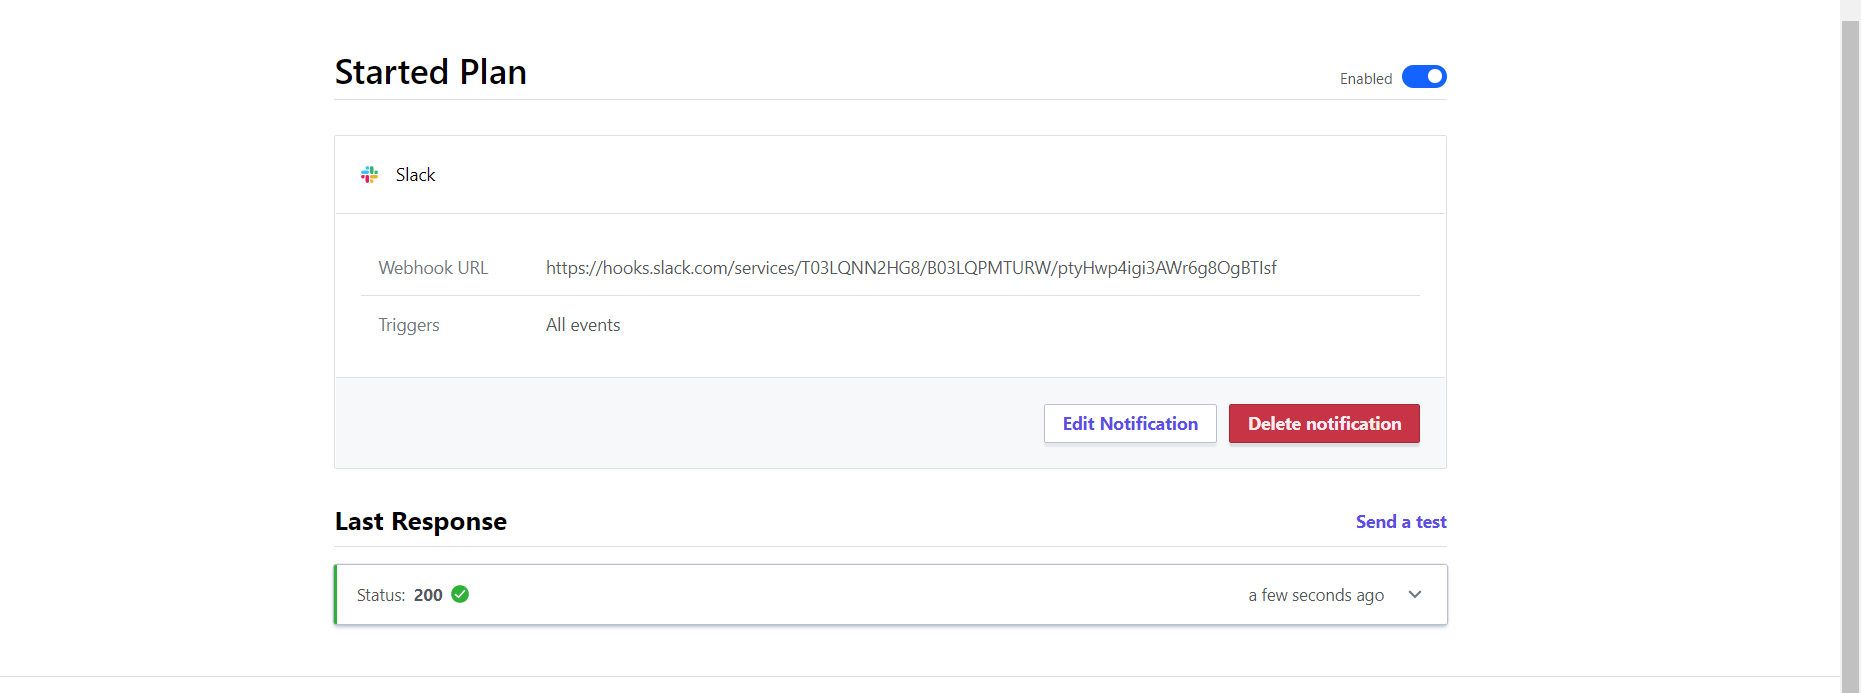 Started Plan
Enabled
Slack
Webhook URL https://hooks.slack.com/services/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
Triggers All events
Edit Notification Delete notification
Last Response Send a test
Status: 200 a few seconds ago